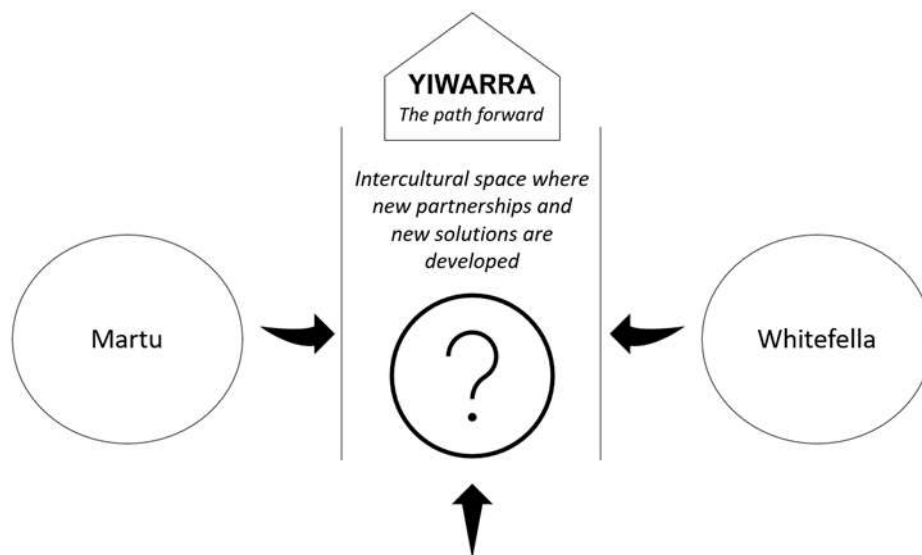 YIWARRA
The path forward
Intercultural space where
new partnerships and
new solutions are
developed
Martu
?
Whitefella